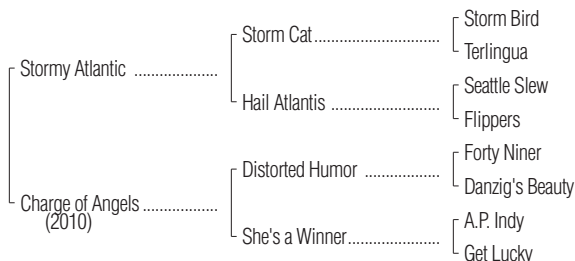 Storm Bird
Storm Cat..............................
Terlingua
Stormy Atlantic ....................
Seattle Slew
Hail Atlantis ..........................
Flippers
Forty Niner
Distorted Humor ..................
Danzig's Beauty
Charge of Angels ..................
(2010)
A.P. Indy
She's a Winner......................
Get Lucky